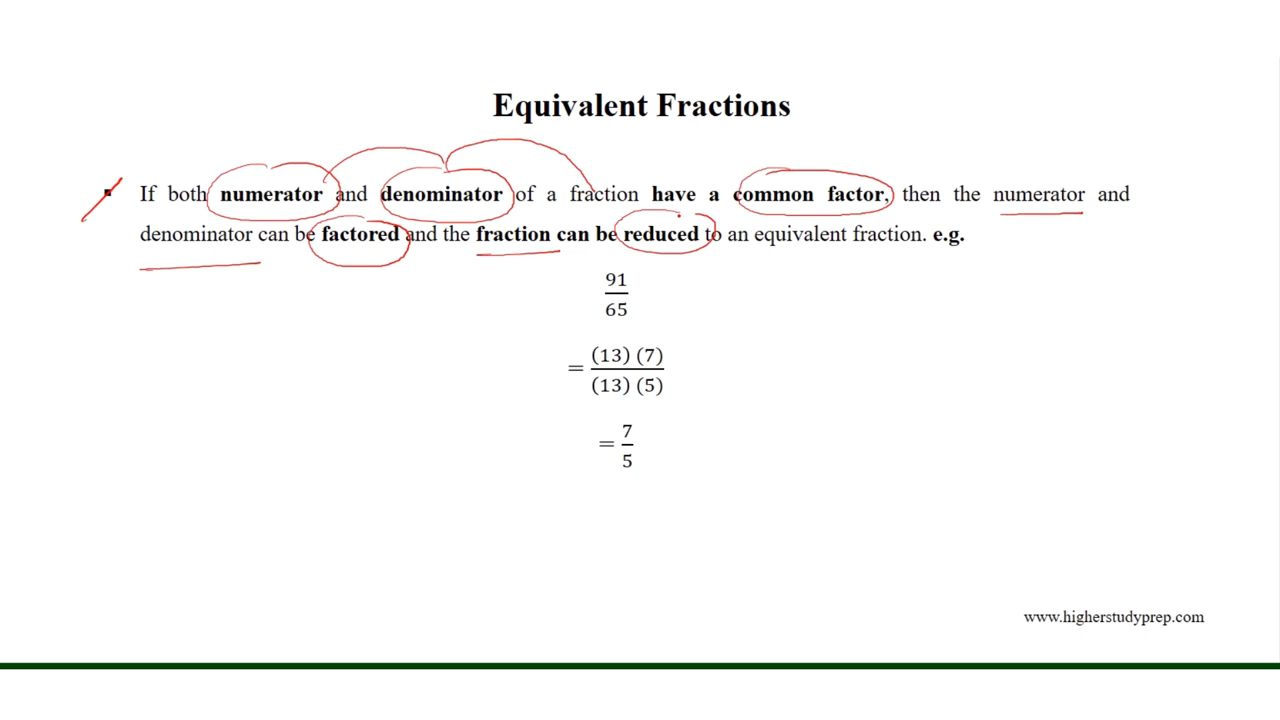 Equivalent Fractions
▪ If both numerator and denominator of a fraction have a common factor, then the numerator and
denominator can be factored and the fraction can be reduced to an equivalent fraction. e.g.
91
65
= (13) (7)
(13) (5)
= 7
5
www.higherstudyprep.com